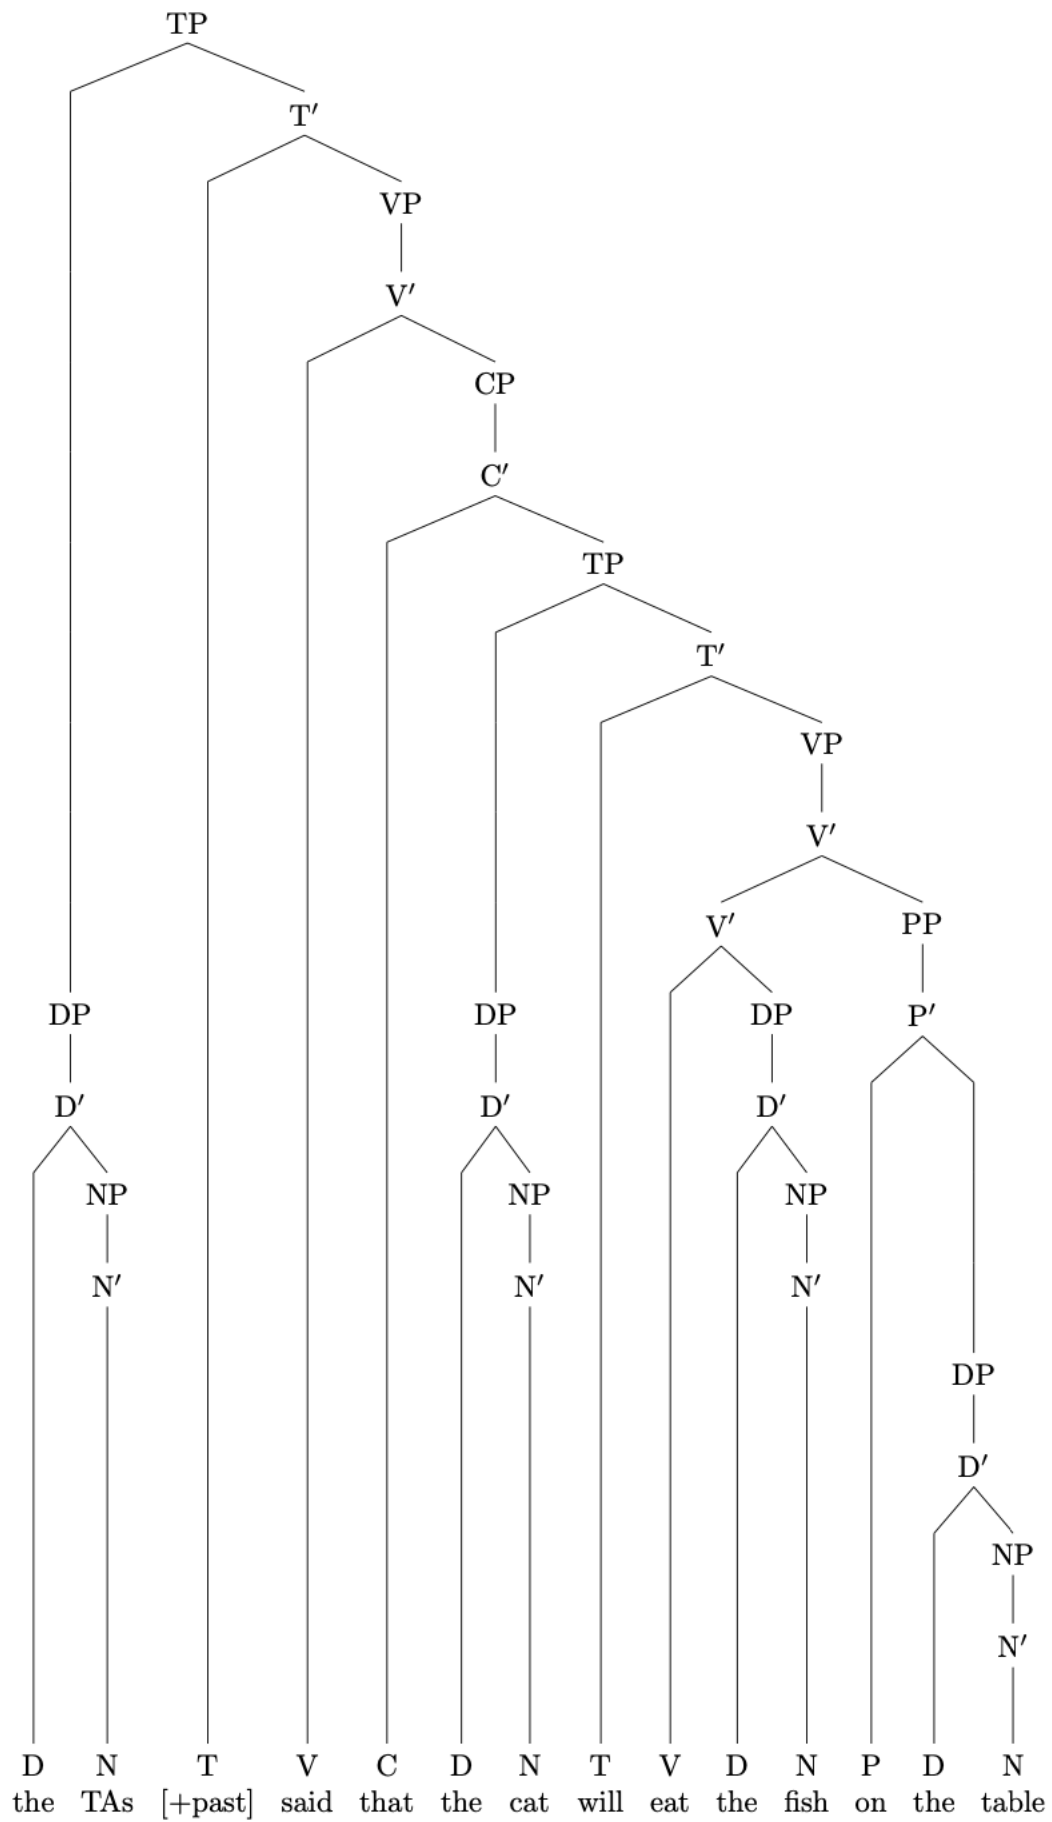 TP
T′
VP
V′
CP
C′
TP
T′
VP
V′
V′ PP
DP DP DP P′
D′ D′ D′
NP NP NP
N′ N′ N′
DP
D′
NP
N′
D N T V C D N T V D N P D N
the TAs [+past] said that the cat will eat the fish on the table